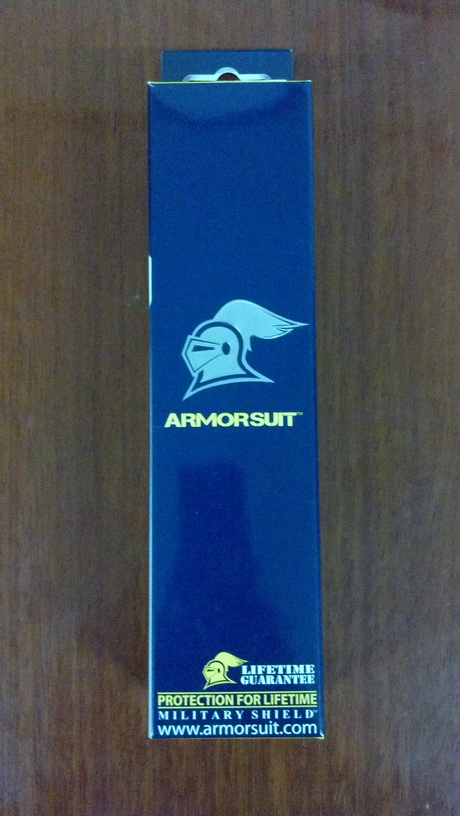 ARMORSUIT™
LIFETIME
GUARANTEE
PROTECTION FOR LIFETIME
MILITARY SHIELD™
www.armorsuit.com